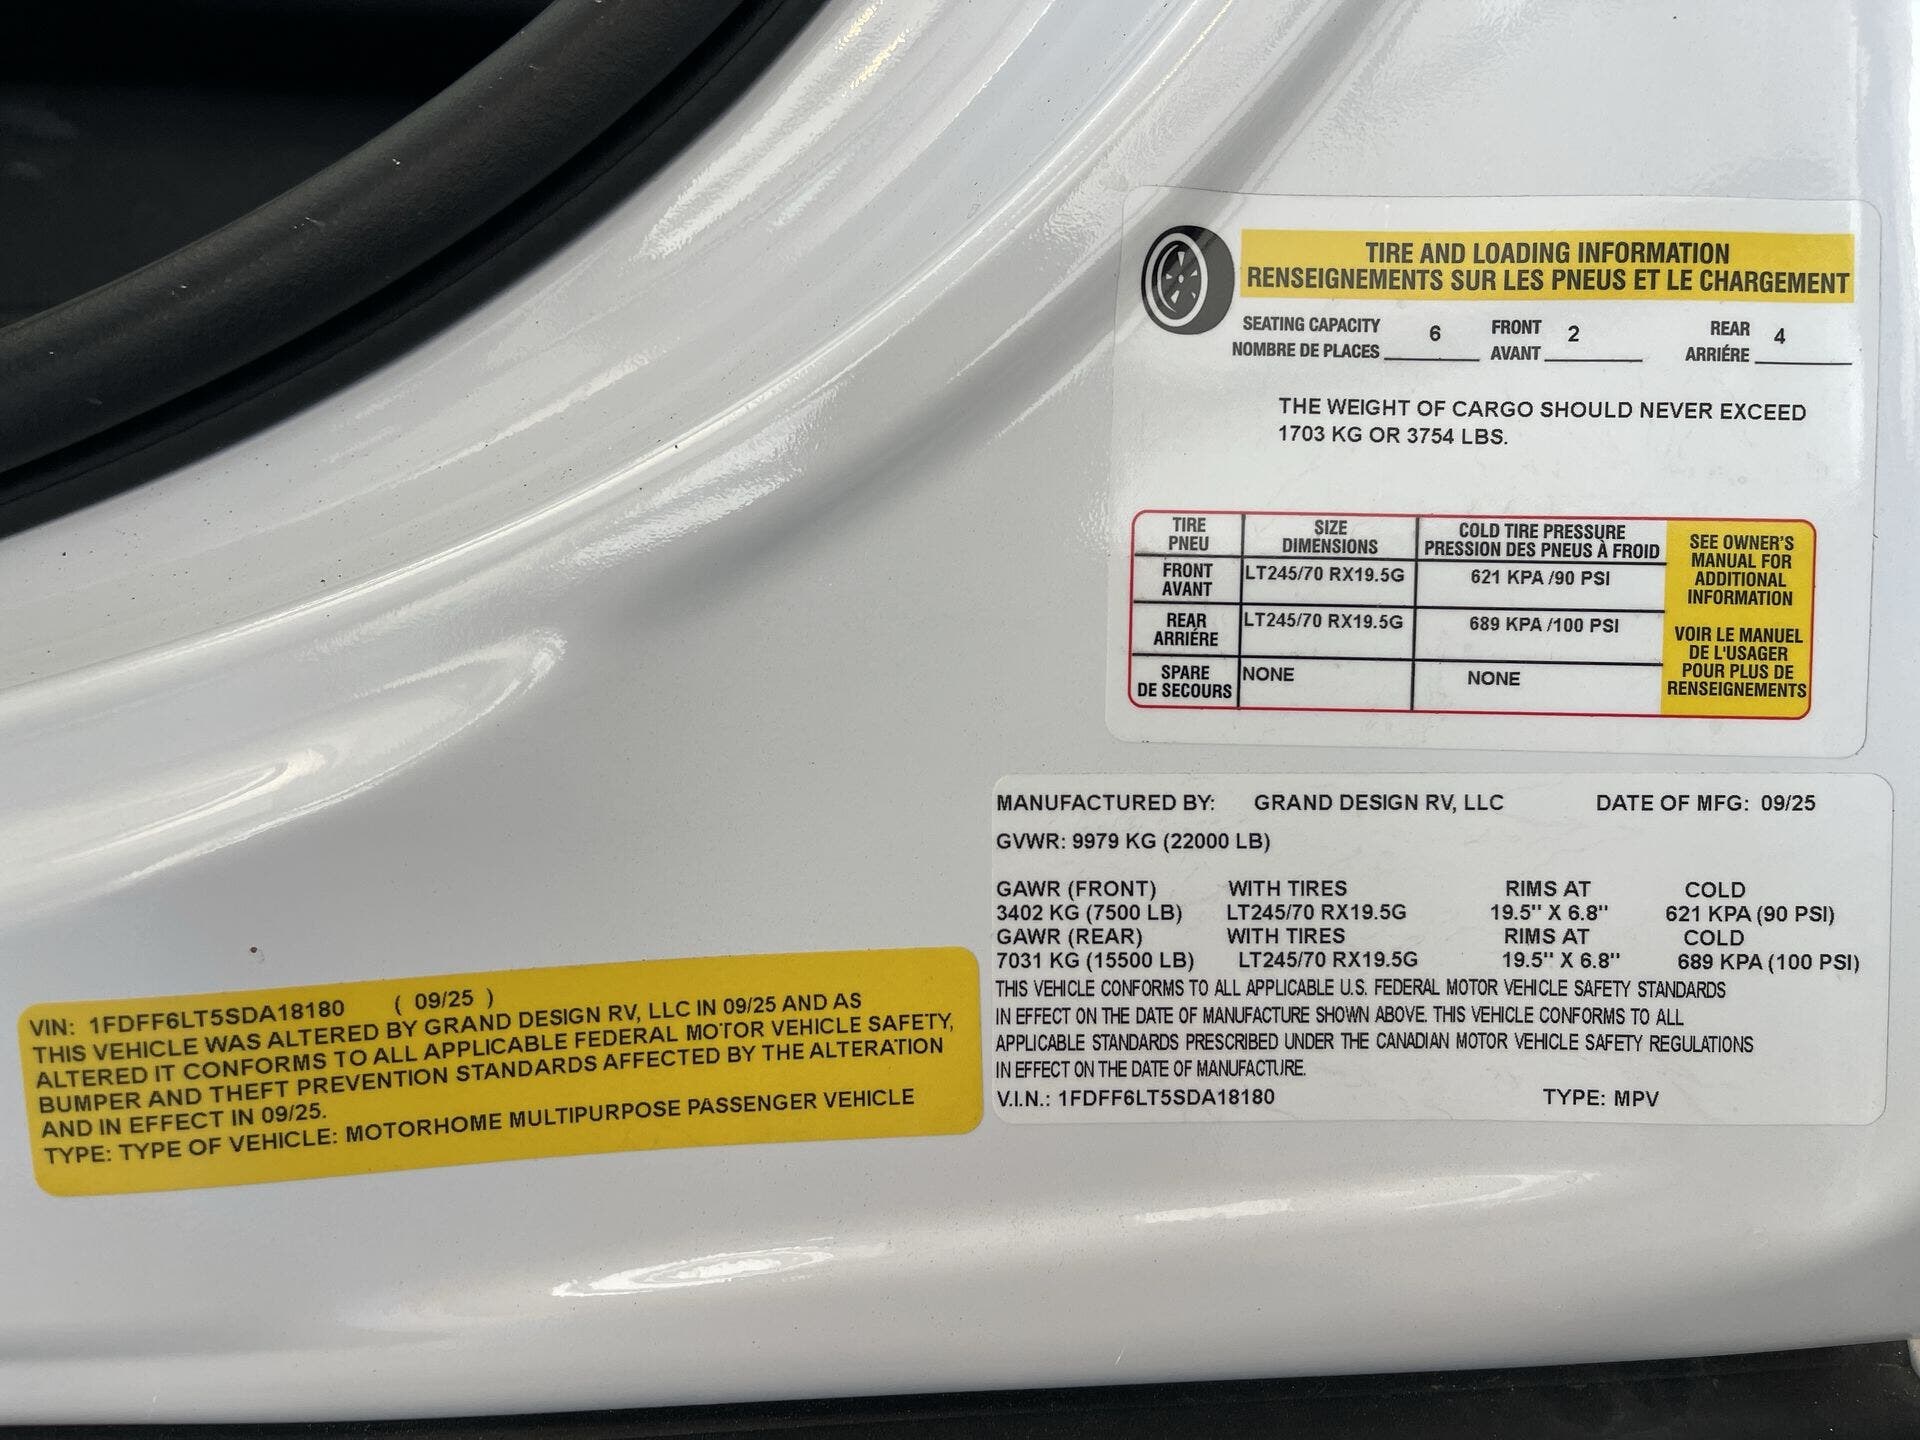 TIRE AND LOADING INFORMATION
RENSEIGNEMENTS SUR LES PNEUS ET LE CHARGEMENT
SEATING CAPACITY 6 FRONT 2 REAR 4
NOMBRE DE PLACES AVANT ARRIÉRE
THE WEIGHT OF CARGO SHOULD NEVER EXCEED
1703 KG OR 3754 LBS.
TIRE SIZE COLD TIRE PRESSURE
PNEU DIMENSIONS PRESSION DES PNEUS À FROID
FRONT LT245/70 RX19.5G 621 KPA /90 PSI
AVANT
REAR LT245/70 RX19.5G 689 KPA /100 PSI
ARRIÉRE
SPARE NONE NONE
DE SECOURS
SEE OWNER'S
MANUAL FOR
ADDITIONAL
INFORMATION
VOIR LE MANUEL
DE L'USAGER
POUR PLUS DE
RENSEIGNEMENTS
MANUFACTURED BY: GRAND DESIGN RV, LLC DATE OF MFG: 09/25
GVWR: 9979 KG (22000 LB)
GAWR (FRONT) WITH TIRES RIMS AT COLD
3402 KG (7500 LB) LT245/70 RX19.5G 19.5" X 6.8" 621 KPA (90 PSI)
GAWR (REAR) WITH TIRES RIMS AT COLD
7031 KG (15500 LB) LT245/70 RX19.5G 19.5" X 6.8" 689 KPA (100 PSI)
THIS VEHICLE CONFORMS TO ALL APPLICABLE U.S. FEDERAL MOTOR VEHICLE SAFETY STANDARDS
IN EFFECT ON THE DATE OF MANUFACTURE SHOWN ABOVE. THIS VEHICLE CONFORMS TO ALL
APPLICABLE STANDARDS PRESCRIBED UNDER THE CANADIAN MOTOR VEHICLE SAFETY REGULATIONS
IN EFFECT ON THE DATE OF MANUFACTURE.
V.I.N.: 1FDFF6LT5SDA18180 TYPE: MPV
VIN: 1FDFF6LT5SDA18180 ( 09/25 )
THIS VEHICLE WAS ALTERED BY GRAND DESIGN RV, LLC IN 09/25 AND AS
ALTERED IT CONFORMS TO ALL APPLICABLE FEDERAL MOTOR VEHICLE SAFETY,
BUMPER AND THEFT PREVENTION STANDARDS AFFECTED BY THE ALTERATION
AND IN EFFECT IN 09/25.
TYPE: TYPE OF VEHICLE: MOTORHOME MULTIPURPOSE PASSENGER VEHICLE